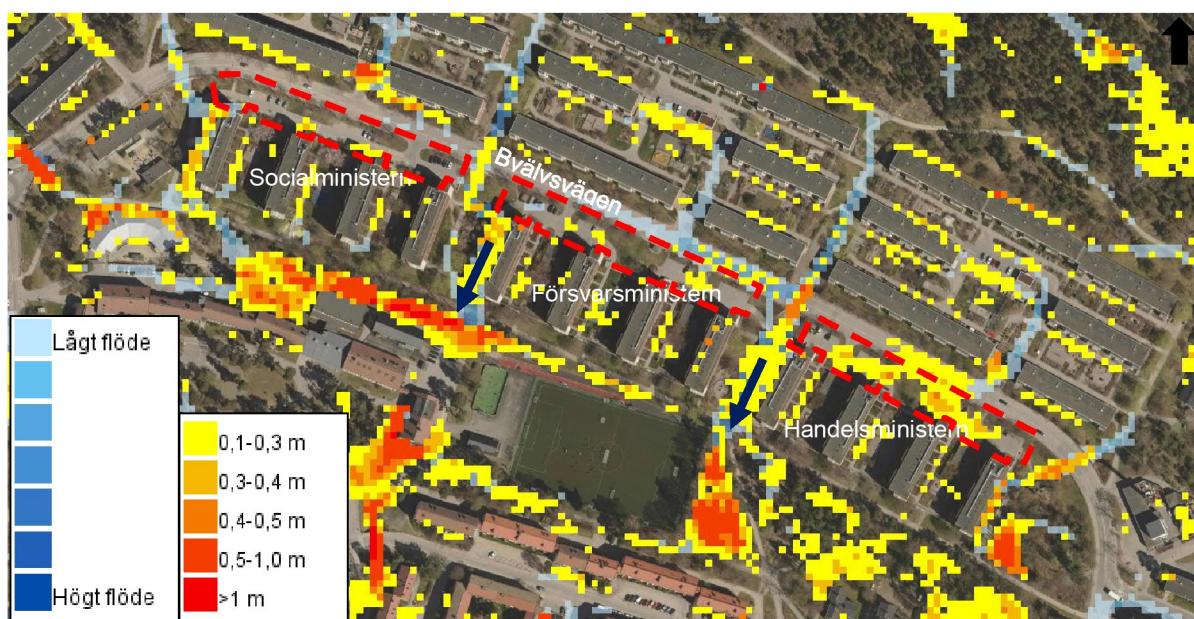 Bvälvsvägen
Socialministern
Försvarsministern
Handelsministern
Lågt flöde
Högt flöde
0,1-0,3 m
0,3-0,4 m
0,4-0,5 m
0,5-1,0 m
>1 m